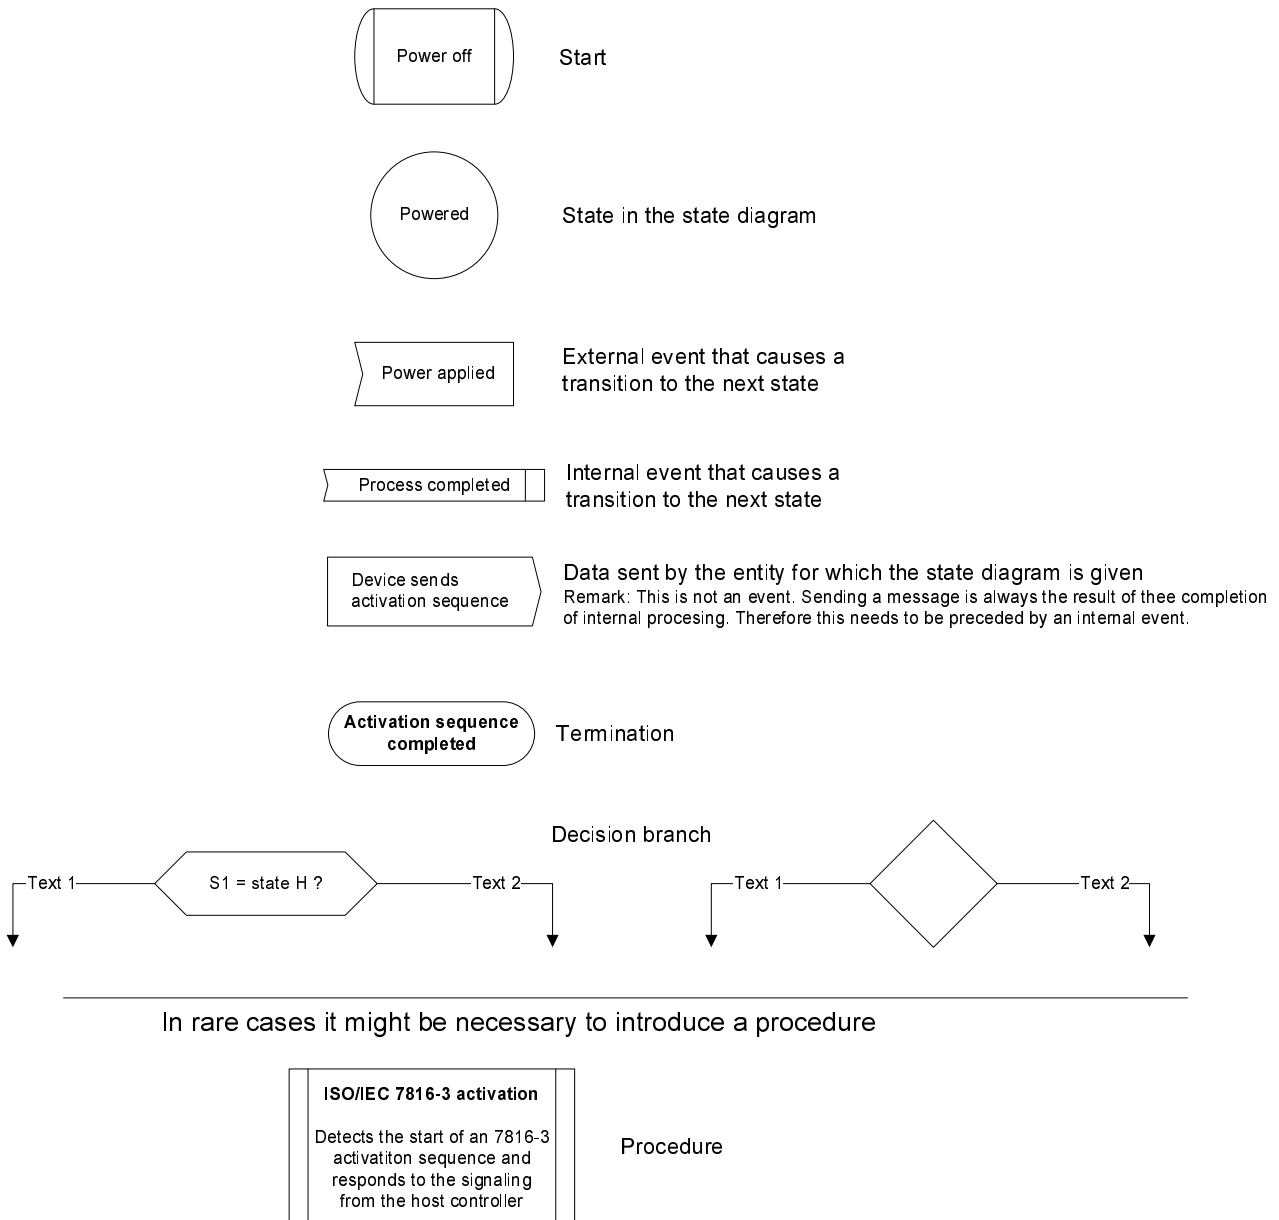 Power off
Start
Powered
State in the state diagram
Power applied
External event that causes a
transition to the next state
Process completed
Internal event that causes a
transition to the next state
Device sends
activation sequence
Data sent by the entity for which the state diagram is given
Remark: This is not an event. Sending a message is always the result of thee completion
of internal procesing. Therefore this needs to be preceded by an internal event.
Activation sequence
completed
Termination
Decision branch
Text 1
S1 = state H ?
Text 2
Text 1
Text 2
In rare cases it might be necessary to introduce a procedure
ISO/IEC 7816-3 activation
Detects the start of an 7816-3
activatiton sequence and
responds to the signaling
from the host controller
Procedure